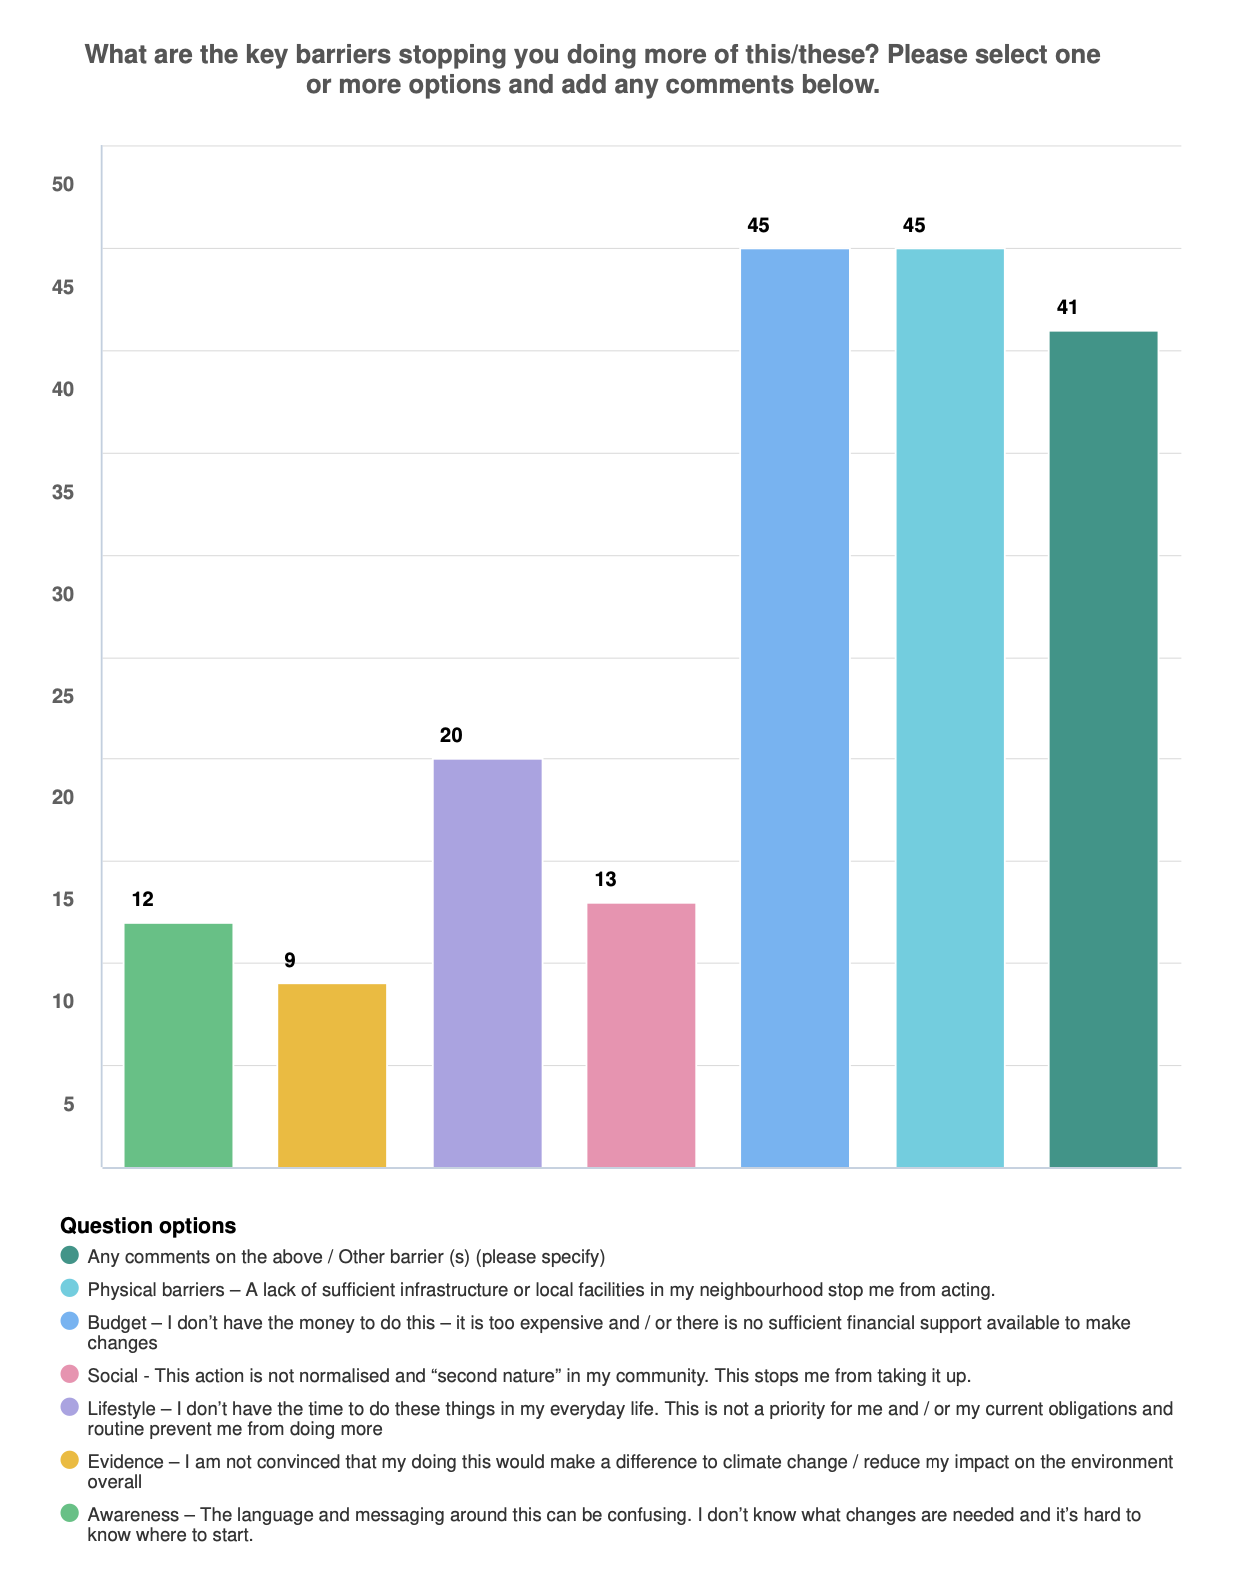 What are the key barriers stopping you doing more of this/these? Please select one
or more options and add any comments below.
50
45
40
35
30
25
20
15
10
5
12
9
20
13
45
45
41
Question options
Any comments on the above / Other barrier (s) (please specify)
Physical barriers – A lack of sufficient infrastructure or local facilities in my neighbourhood stop me from acting.
Budget – I don’t have the money to do this – it is too expensive and / or there is no sufficient financial support available to make
changes
Social - This action is not normalised and “second nature” in my community. This stops me from taking it up.
Lifestyle – I don’t have the time to do these things in my everyday life. This is not a priority for me and / or my current obligations and
routine prevent me from doing more
Evidence – I am not convinced that my doing this would make a difference to climate change / reduce my impact on the environment
overall
Awareness – The language and messaging around this can be confusing. I don’t know what changes are needed and it’s hard to
know where to start.